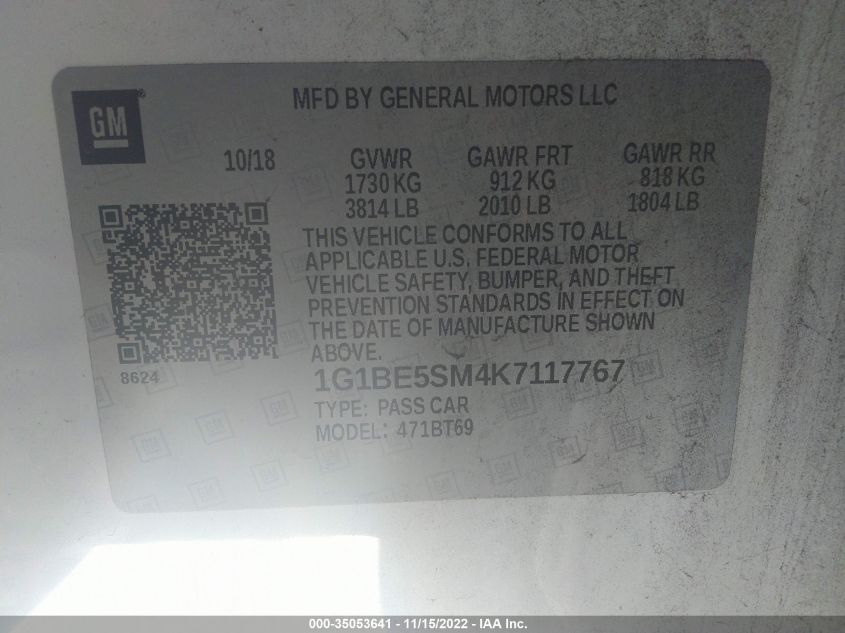 MFD BY GENERAL MOTORS LLC
GM
10/18 GVWR GAWR FRT GAWR RR
1730 KG 912 KG 818 KG
3814 LB 2010 LB 1804 LB
THIS VEHICLE CONFORMS TO ALL
APPLICABLE U.S. FEDERAL MOTOR
VEHICLE SAFETY, BUMPER, AND THEFT
PREVENTION STANDARDS IN EFFECT ON
THE DATE OF MANUFACTURE SHOWN
ABOVE.
8624
1G1BE5SM4K7117767
TYPE: PASS CAR
MODEL: 471BT69
000-35053641 - 11/15/2022 - IAA Inc.